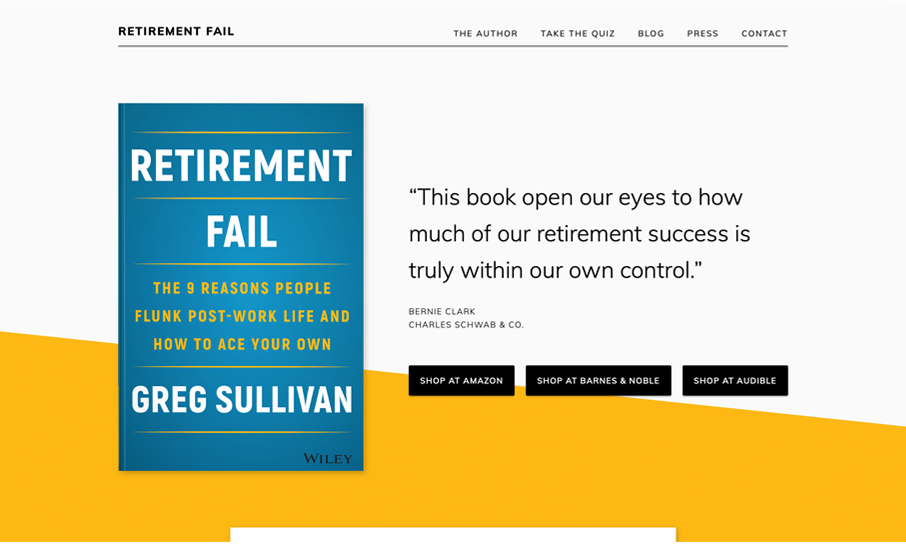 RETIREMENT FAIL
THE AUTHOR TAKE THE QUIZ BLOG PRESS CONTACT
RETIREMENT
FAIL
THE 9 REASONS PEOPLE
FLUNK POST-WORK LIFE AND
HOW TO ACE YOUR OWN
GREG SULLIVAN
WILEY
“This book open our eyes to how
much of our retirement success is
truly within our own control.”
BERNIE CLARK
CHARLES SCHWAB & CO.
SHOP AT AMAZON SHOP AT BARNES & NOBLE SHOP AT AUDIBLE